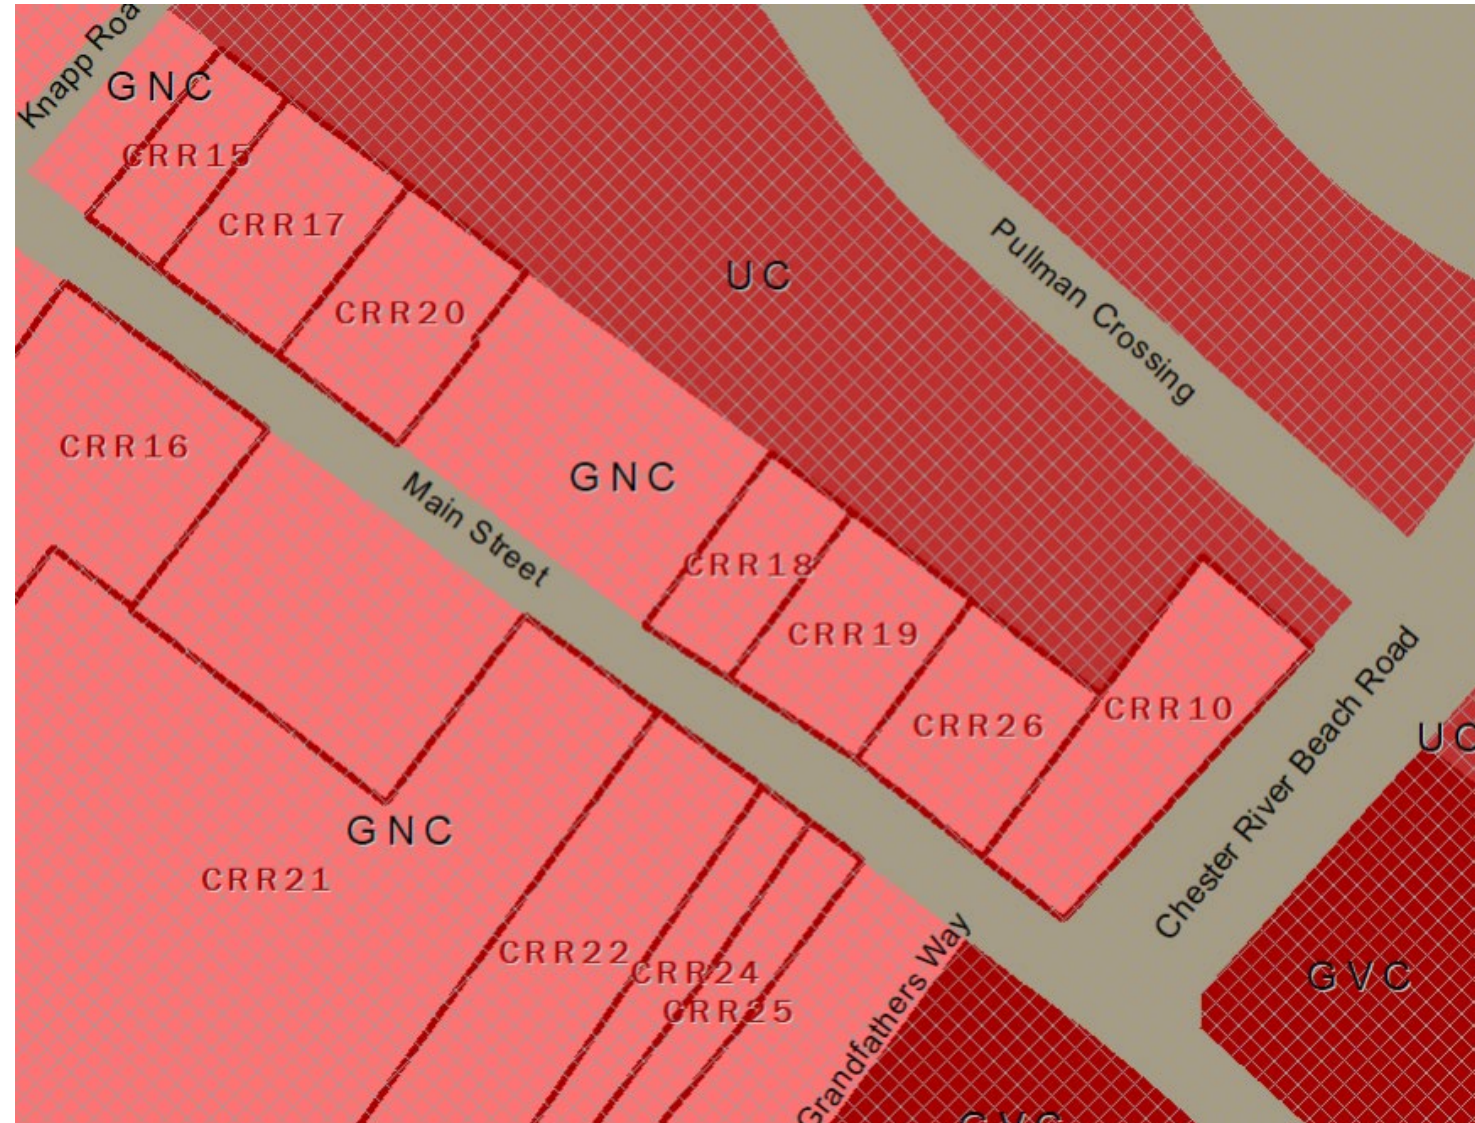 Knapp Roa
GNC
CRR15
CRR17
CRR20
UC
Pullman Crossing
CRR16
Main Street
GNC
CRR18
CRR19
CRR26
CRR10
Chester River Beach Road
UC
GNC
CRR21
CRR22
CRR24
CRR25
Grandfathers Way
GVC
GVC